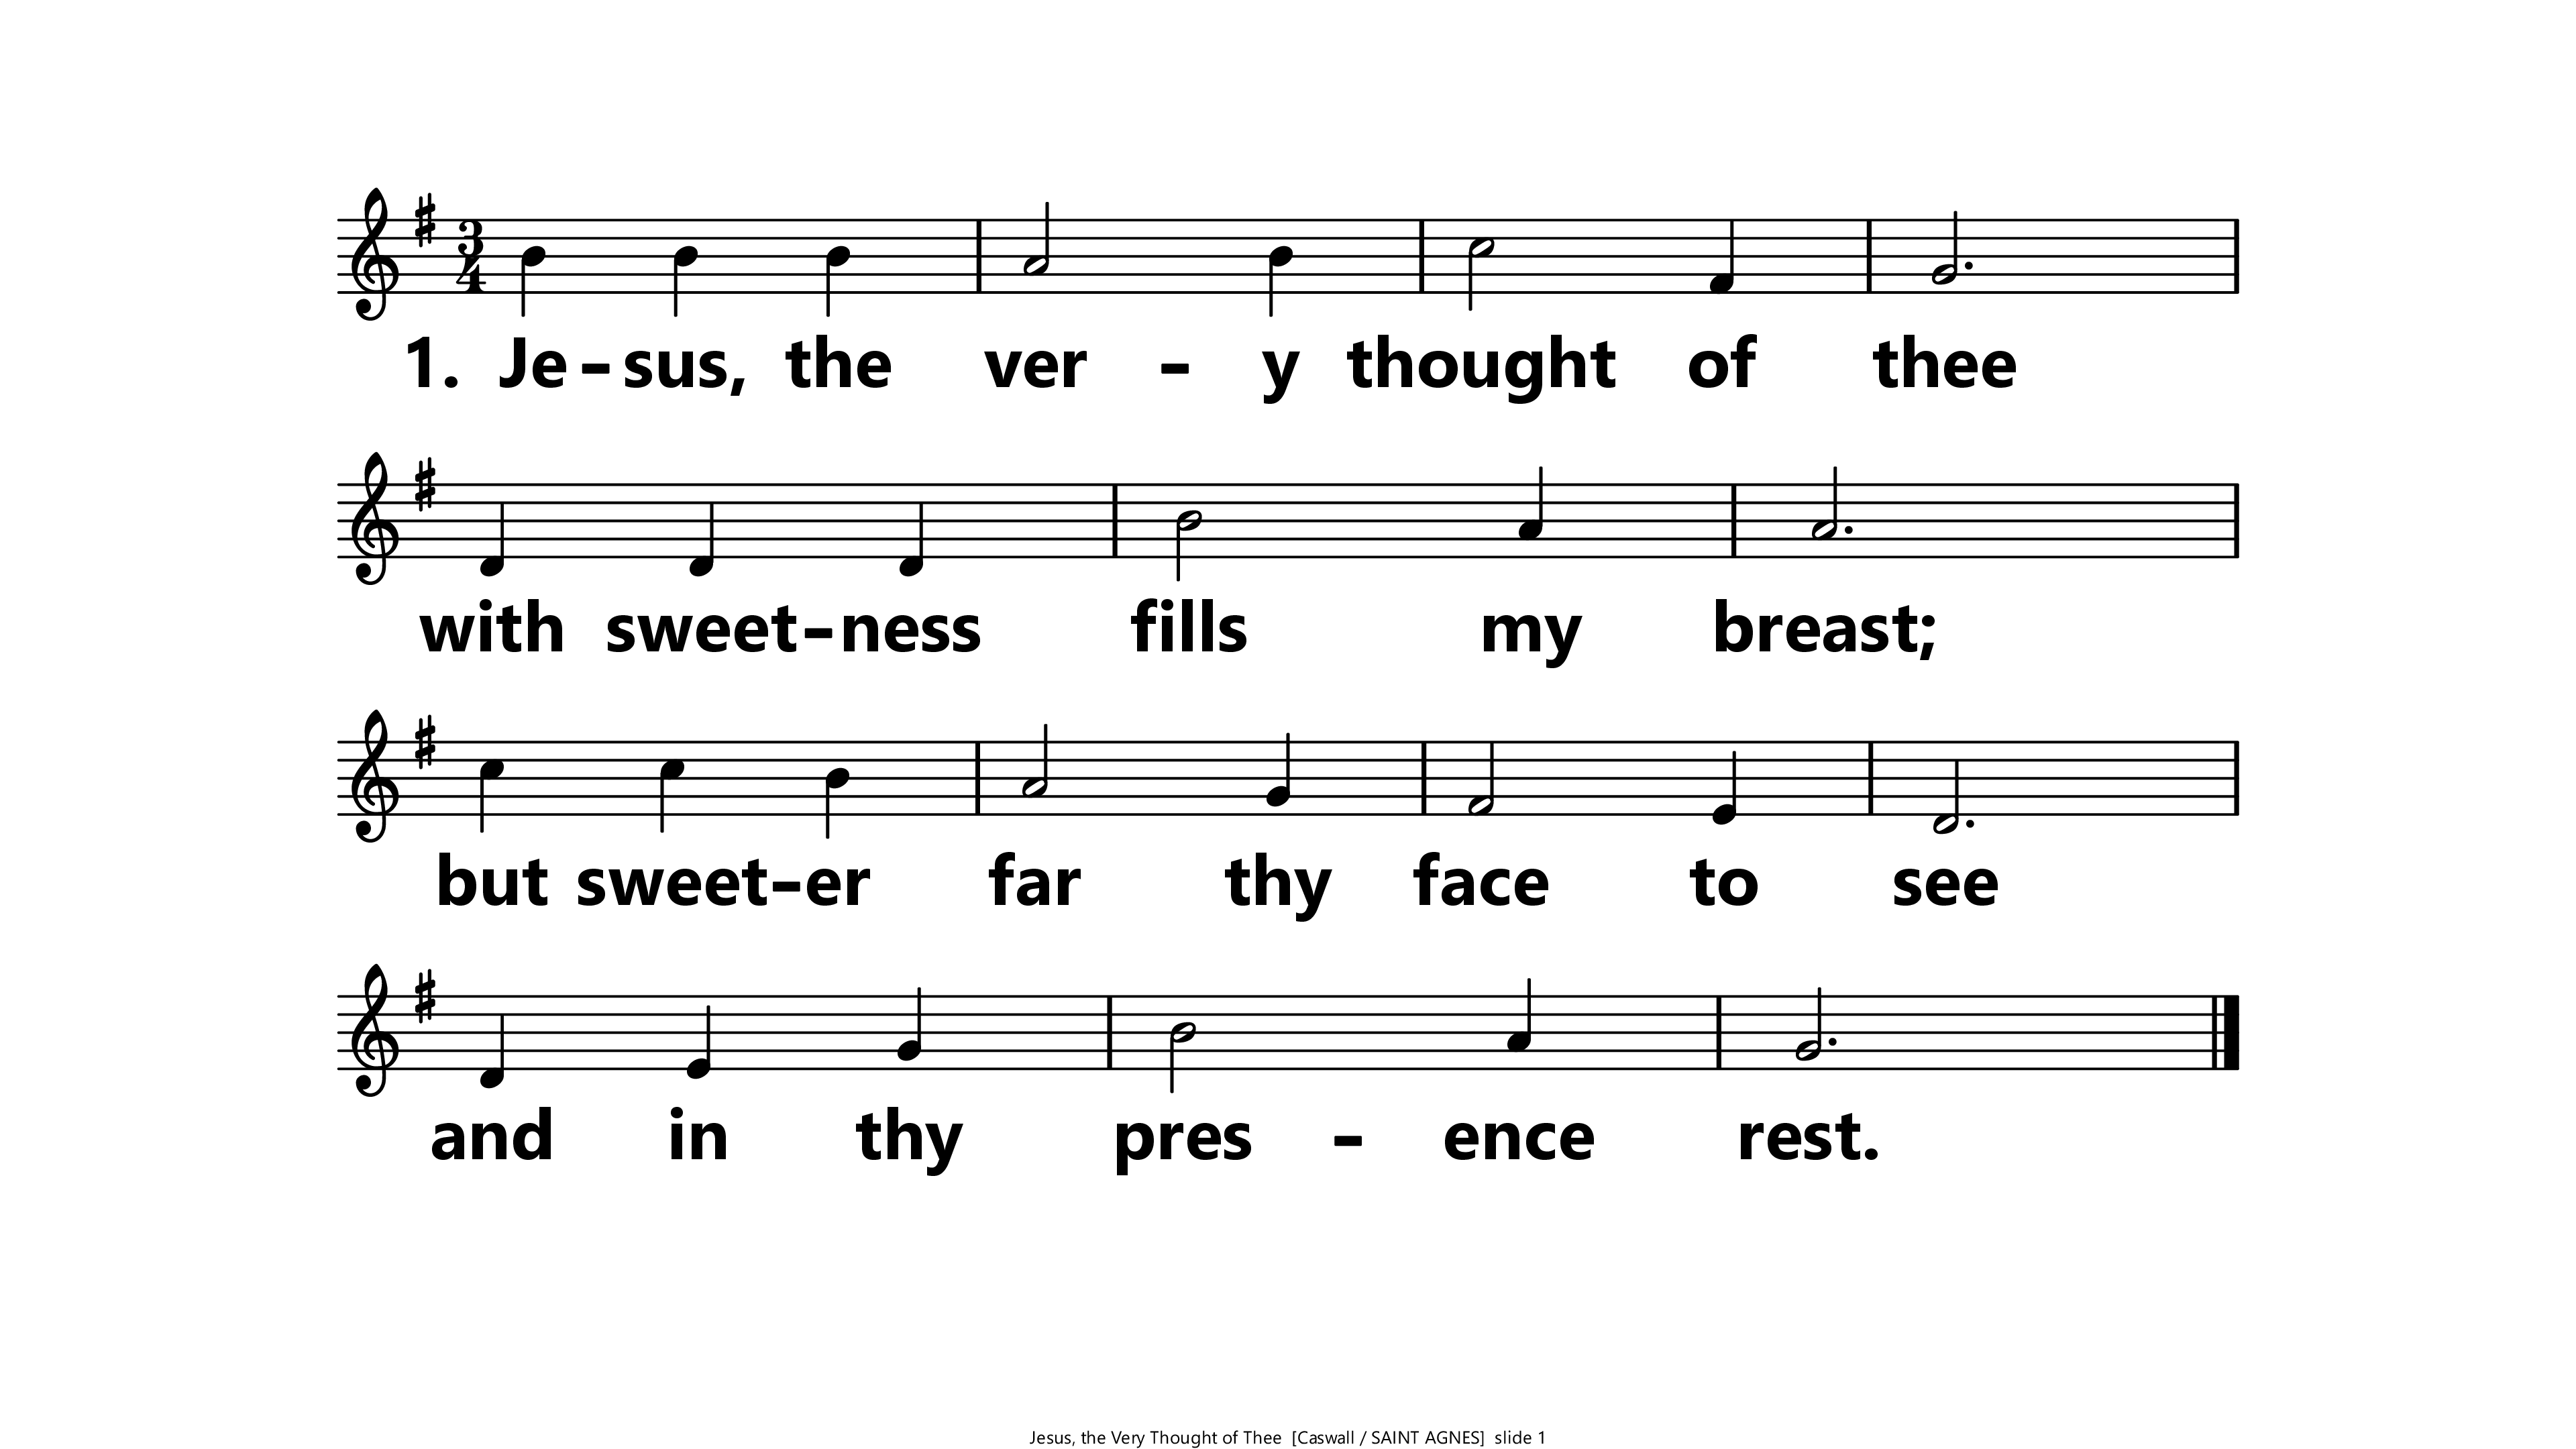 1. Je-sus, the ver - y thought of thee
with sweet-ness fills my breast;
but sweet-er far thy face to see
and in thy pres - ence rest.
Jesus, the Very Thought of Thee [Caswall / SAINT AGNES] slide 1